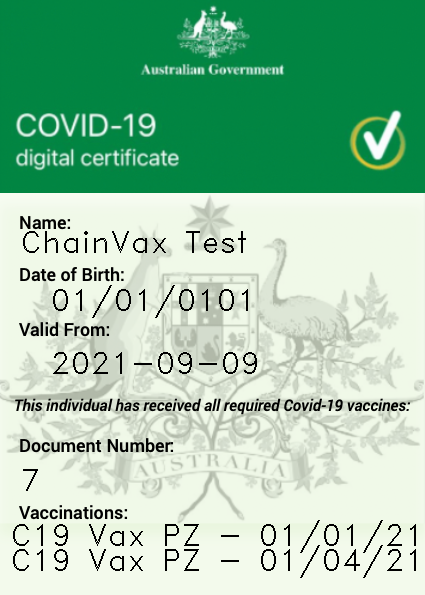 Australian Government
COVID-19
digital certificate
Name:
ChainVax Test
Date of Birth:
01/01/0101
Valid From:
2021-09-09
This individual has received all required Covid-19 vaccines:
Document Number:
7
AUSTRALIA
Vaccinations:
C19 Vax PZ - 01/01/21
C19 Vax PZ - 01/04/21